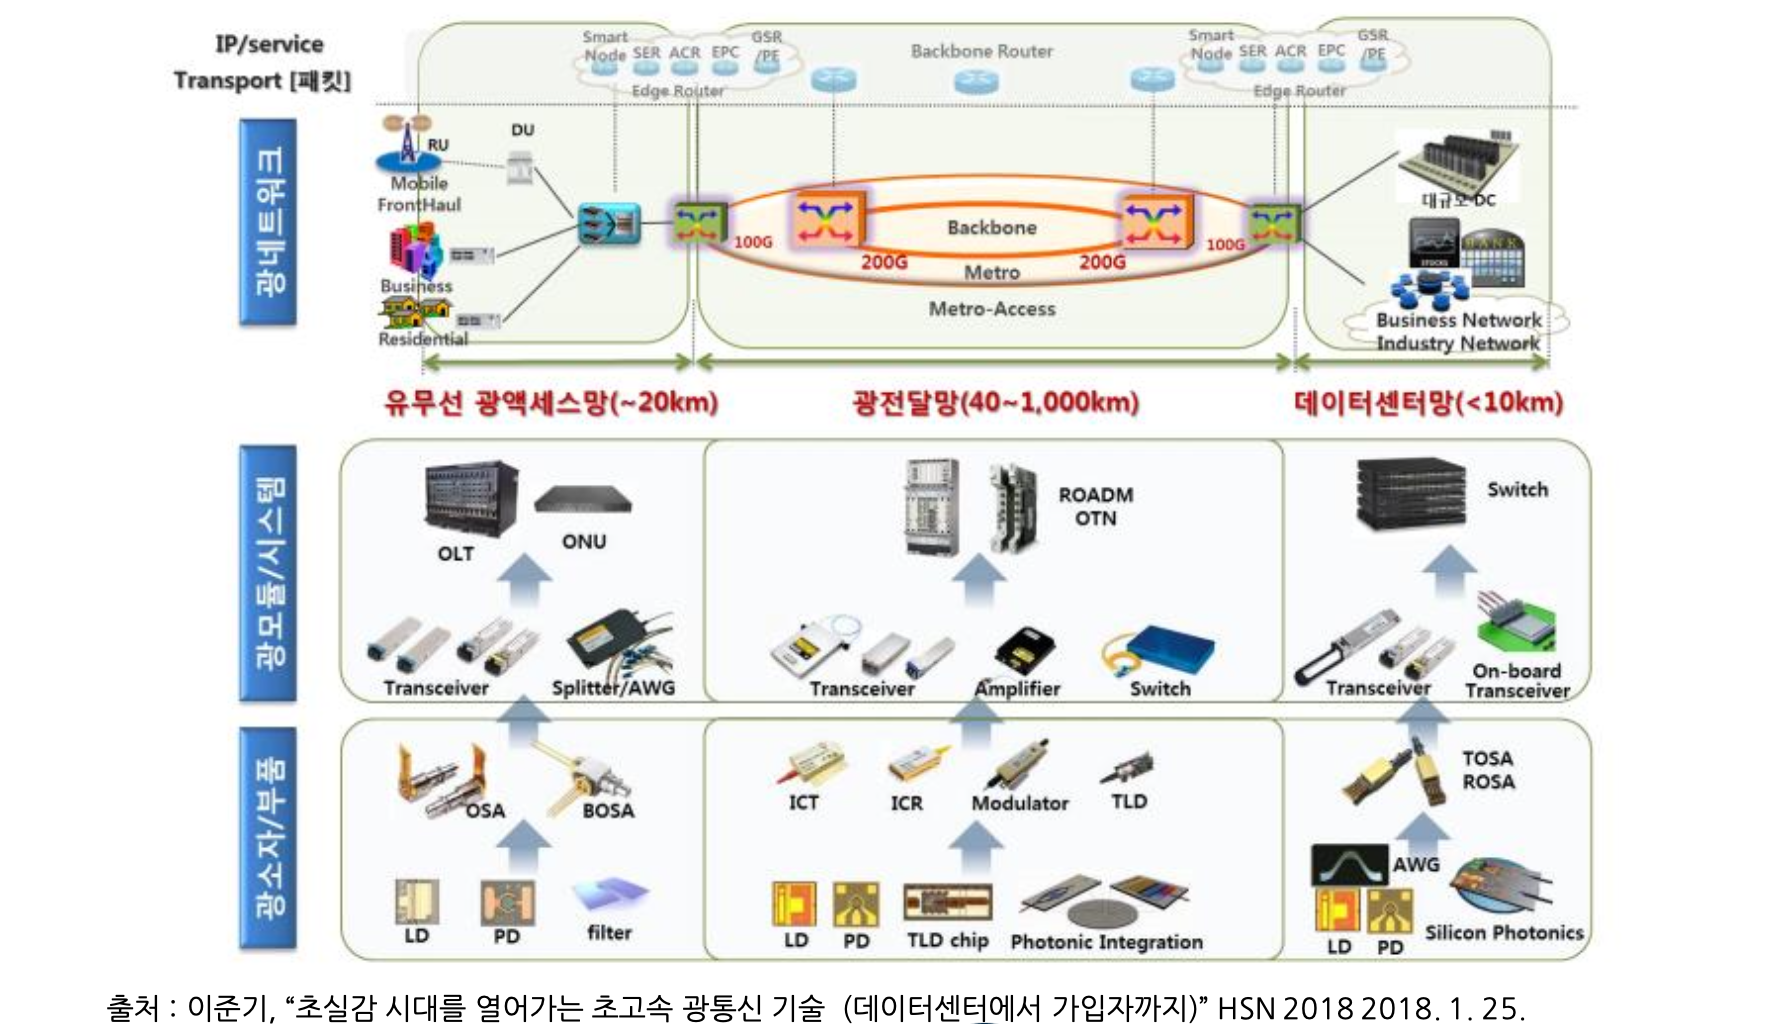 IP/service
Transport [패킷]
Smart
Node SER ACR EPC GSR
/PE
Edge Router
Backbone Router
Smart
Node SER ACR EPC GSR
/PE
Edge Router
광네트워크
RU
DU
Mobile
FrontHaul
Business
Residential
100G
200G
Backbone
200G
100G
Metro
Metro-Access
대규모 DC
STOCKS
BANK
Business Network
Industry Network
유무선 광액세스망(~20km)
광전달망(40~1,000km)
데이터센터망(<10km)
광모듈/시스템
OLT
ONU
ROADM
OTN
Switch
Transceiver
Splitter/AWG
Transceiver
Amplifier
Switch
Transceiver
On-board
Transceiver
광소자/부품
OSA
BOSA
ICT
ICR
Modulator
TLD
TOSA
ROSA
LD
PD
filter
LD
PD
TLD chip
Photonic Integration
AWG
LD
PD
Silicon Photonics
출처 : 이준기, “초실감 시대를 열어가는 초고속 광통신 기술 (데이터센터에서 가입자까지)” HSN 2018 2018. 1. 25.